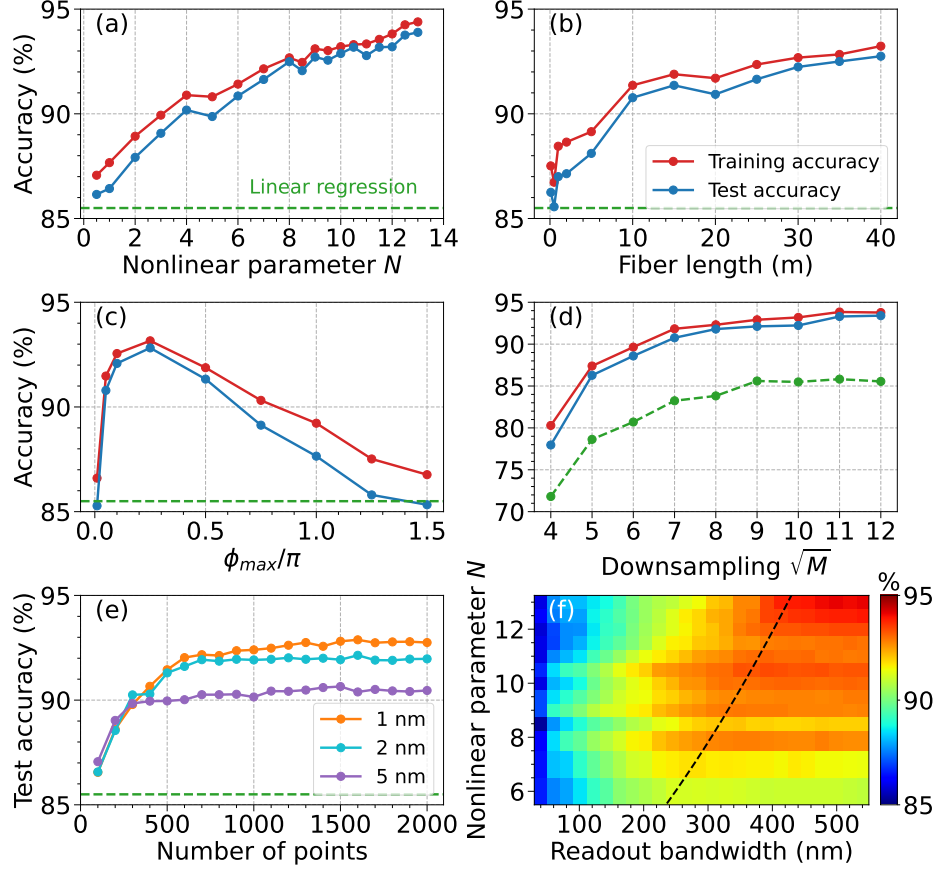 (a)
Accuracy (%)
95
90
85
Linear regression
0 2 4 6 8 10 12 14
Nonlinear parameter N
(b)
95
90
85
Training accuracy
Test accuracy
0 10 20 30 40
Fiber length (m)
(c)
Accuracy (%)
95
90
85
0.0 0.5 1.0 1.5
ϕmax/π
(d)
95
90
85
80
75
70
4 5 6 7 8 9 10 11 12
Downsampling √M
(e)
Test accuracy (%)
95
90
85
1 nm
2 nm
5 nm
0 500 1000 1500 2000
Number of points
(f)
Nonlinear parameter N
12
10
8
6
100 200 300 400 500
Readout bandwidth (nm)
%
95
90
85